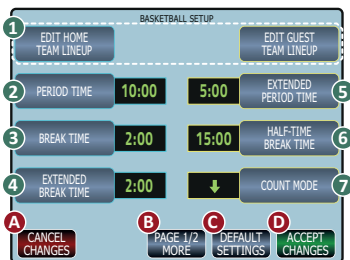 BASKETBALL SETUP
1
EDIT HOME
TEAM LINEUP
EDIT GUEST
TEAM LINEUP
2 PERIOD TIME 10:00 5:00 EXTENDED
PERIOD TIME 5
3 BREAK TIME 2:00 15:00 HALF-TIME
BREAK TIME 6
4 EXTENDED
BREAK TIME 2:00 COUNT MODE 7
A B C D
CANCEL
CHANGES
PAGE 1/2
MORE
DEFAULT
SETTINGS
ACCEPT
CHANGES